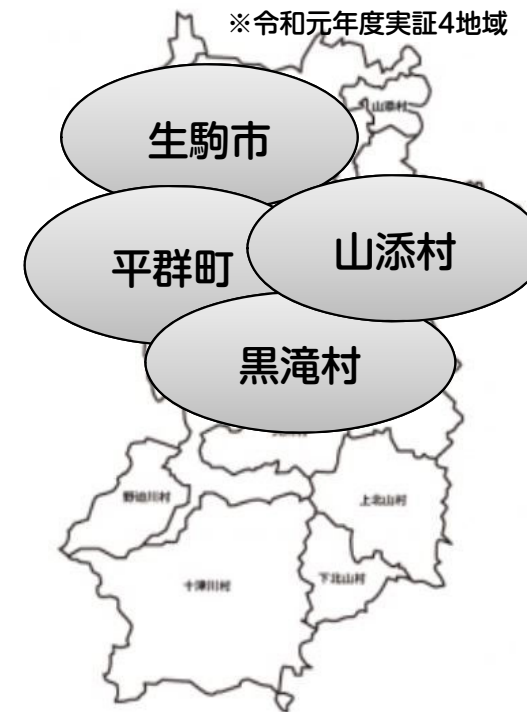 ※令和元年度実証4地域
山添村
生駒市
山添村
平群町
黒滝村
野迫川村
上北山村
下北山村
十津川村